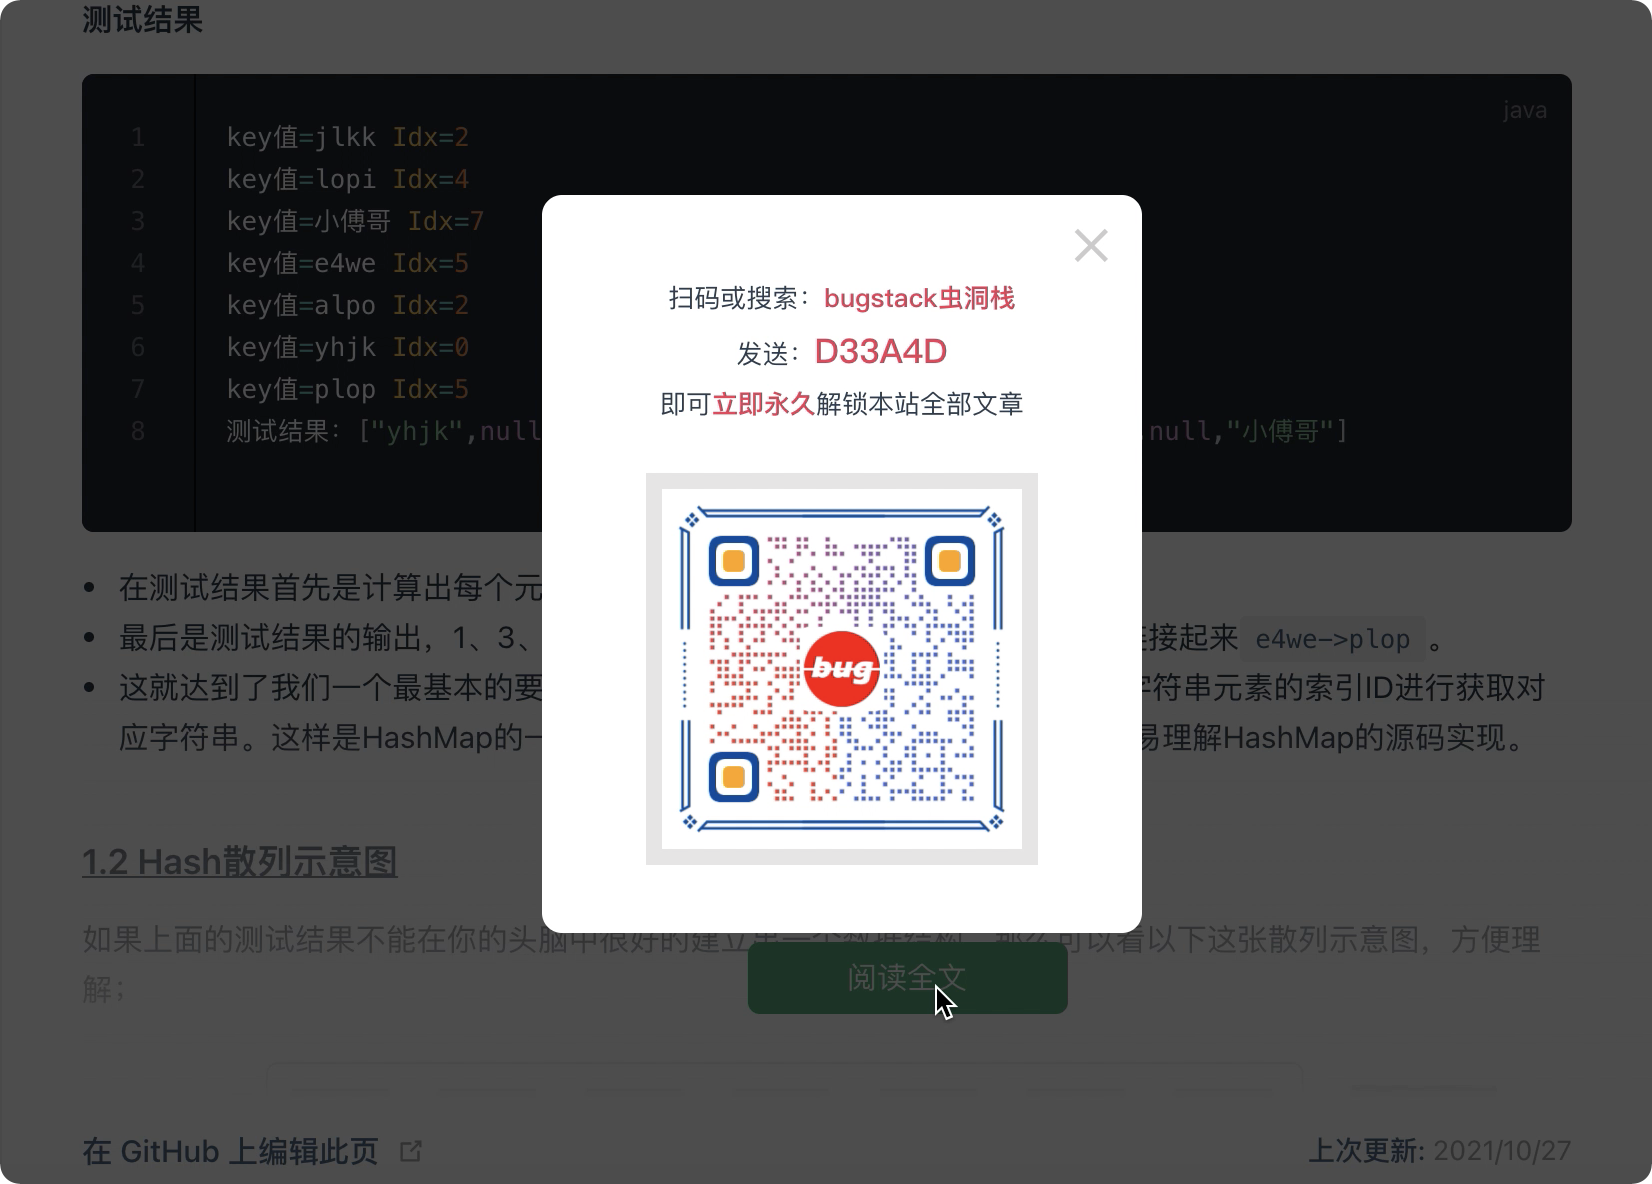 测试结果
java
1 key值=jlkk Idx=2
2 key值=lopi Idx=4
3 key值=小傅哥 Idx=7
4 key值=e4we Idx=5
5 key值=alpo Idx=2
6 key值=yhjk Idx=0
7 key值=plop Idx=5
8 测试结果：["yhjk",null ,null,"小傅哥"]
扫码或搜索：bugstack虫洞栈
发送：D33A4D
即可立即永久解锁本站全部文章
bug
在测试结果首先是计算出每个元
最后是测试结果的输出，1、3、 接起来 e4we->plop 。
这就达到了我们一个最基本的要 符串元素的索引ID进行获取对
应字符串。这样是HashMap的一 易理解HashMap的源码实现。
1.2 Hash散列示意图
如果上面的测试结果不能在你的头脑中很好的建立出一个数据结构，那么可以看以下这张散列示意图，方便理
解；
阅读全文
在 GitHub 上编辑此页
上次更新: 2021/10/27